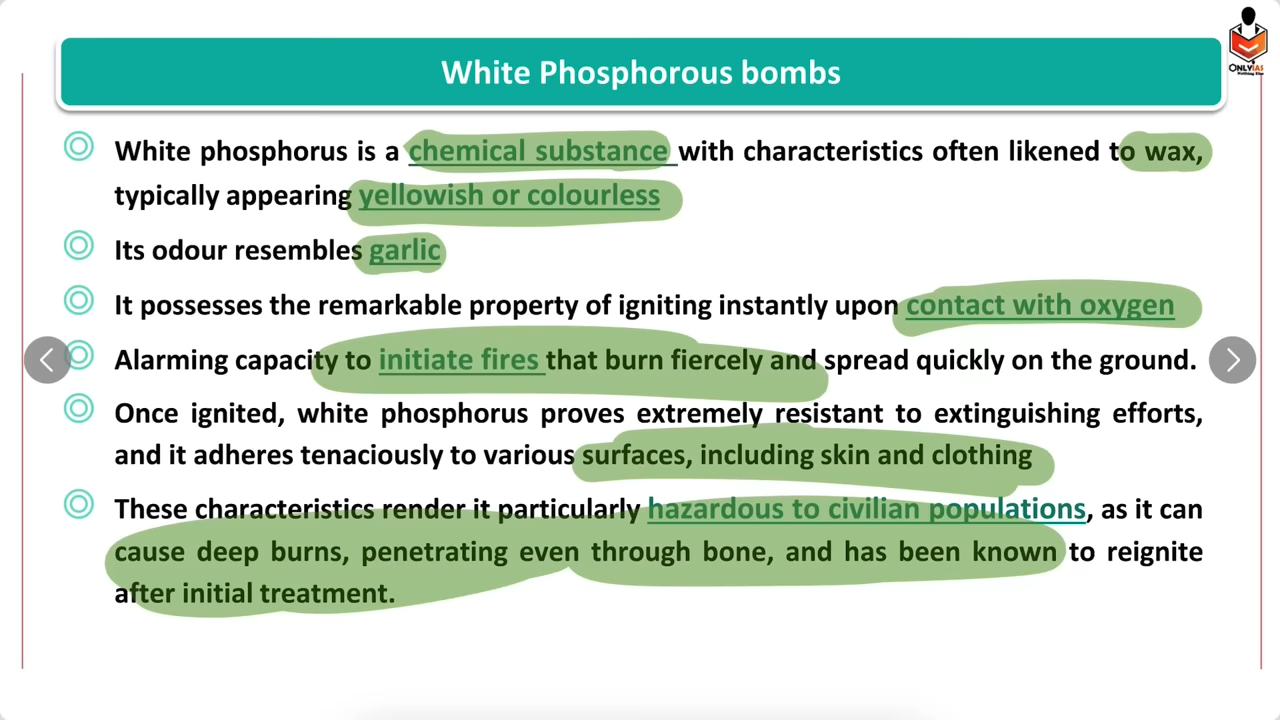 White Phosphorous bombs
ONLYIAS
Nothing Else
White phosphorus is a chemical substance with characteristics often likened to wax,
typically appearing yellowish or colourless
Its odour resembles garlic
It possesses the remarkable property of igniting instantly upon contact with oxygen
Alarming capacity to initiate fires that burn fiercely and spread quickly on the ground.
Once ignited, white phosphorus proves extremely resistant to extinguishing efforts,
and it adheres tenaciously to various surfaces, including skin and clothing
These characteristics render it particularly hazardous to civilian populations, as it can
cause deep burns, penetrating even through bone, and has been known to reignite
after initial treatment.